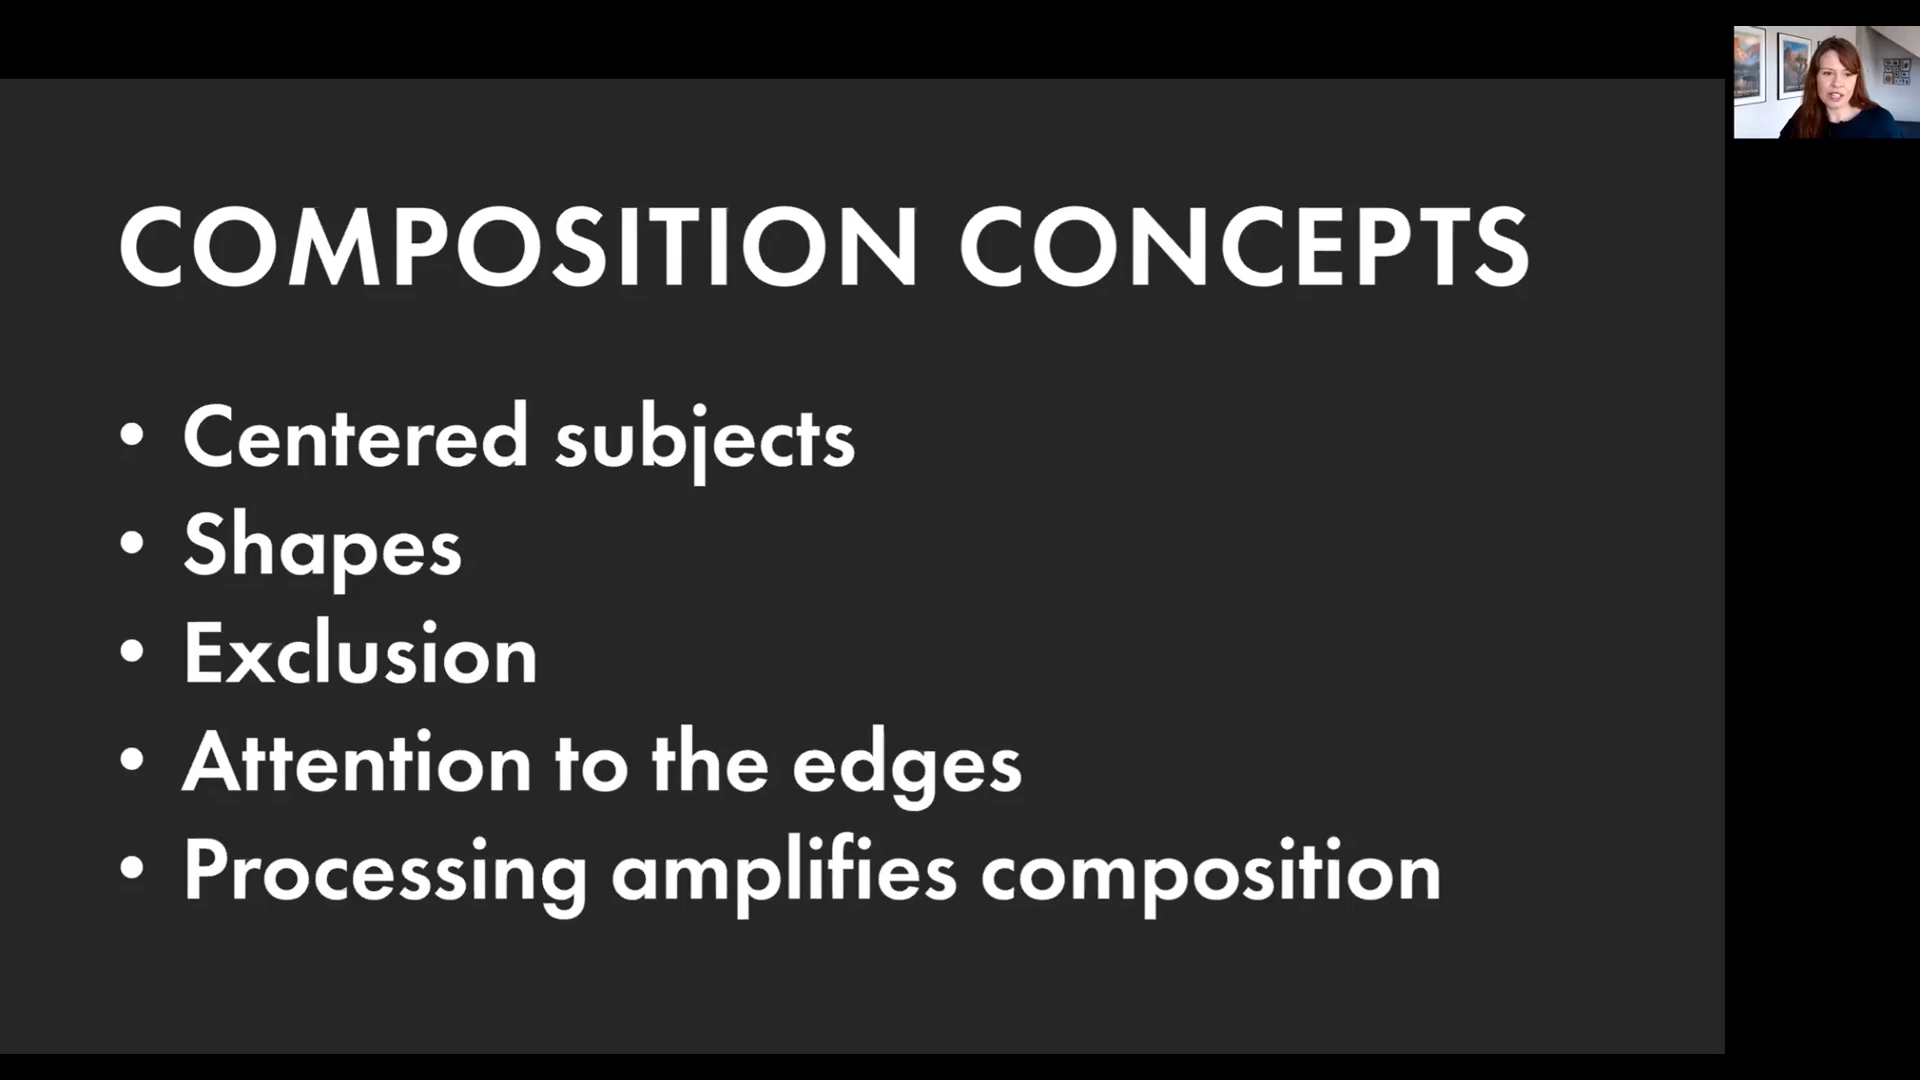 COMPOSITION CONCEPTS
• Centered subjects
• Shapes
• Exclusion
• Attention to the edges
• Processing amplifies composition